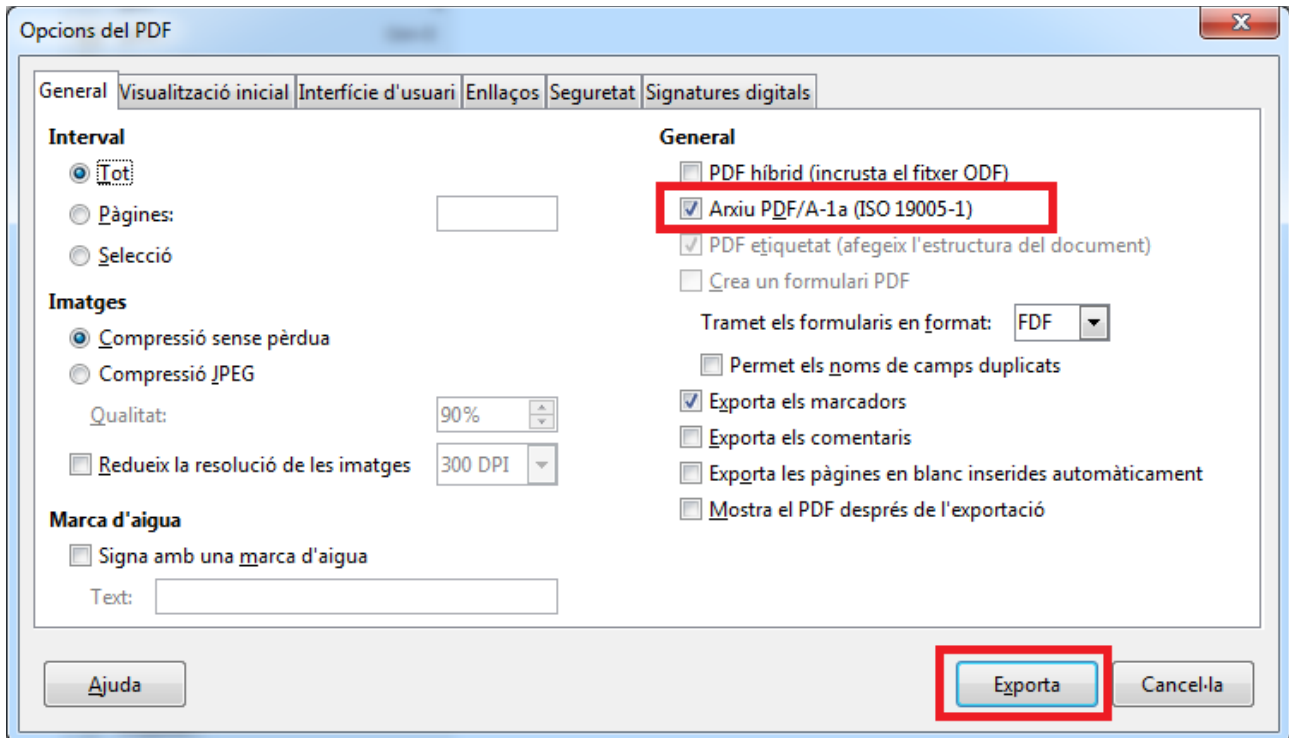 Opcions del PDF
General Visualització inicial Interfície d'usuari Enllaços Seguretat Signatures digitals
Interval
Tot
Pàgines:
Selecció
Imatges
Compressió sense pèrdua
Compressió JPEG
Qualitat: 90%
Redueix la resolució de les imatges 300 DPI
Marca d'aigua
Signa amb una marca d'aigua
Text:
General
PDF híbrid (incrusta el fitxer ODF)
Arxiu PDF/A-1a (ISO 19005-1)
PDF etiquetat (afegeix l'estructura del document)
Crea un formulari PDF
Tramet els formularis en format: FDF
Permet els noms de camps duplicats
Exporta els marcadors
Exporta els comentaris
Exporta les pàgines en blanc inserides automàticament
Mostra el PDF després de l'exportació
Ajuda Exporta Cancel·la